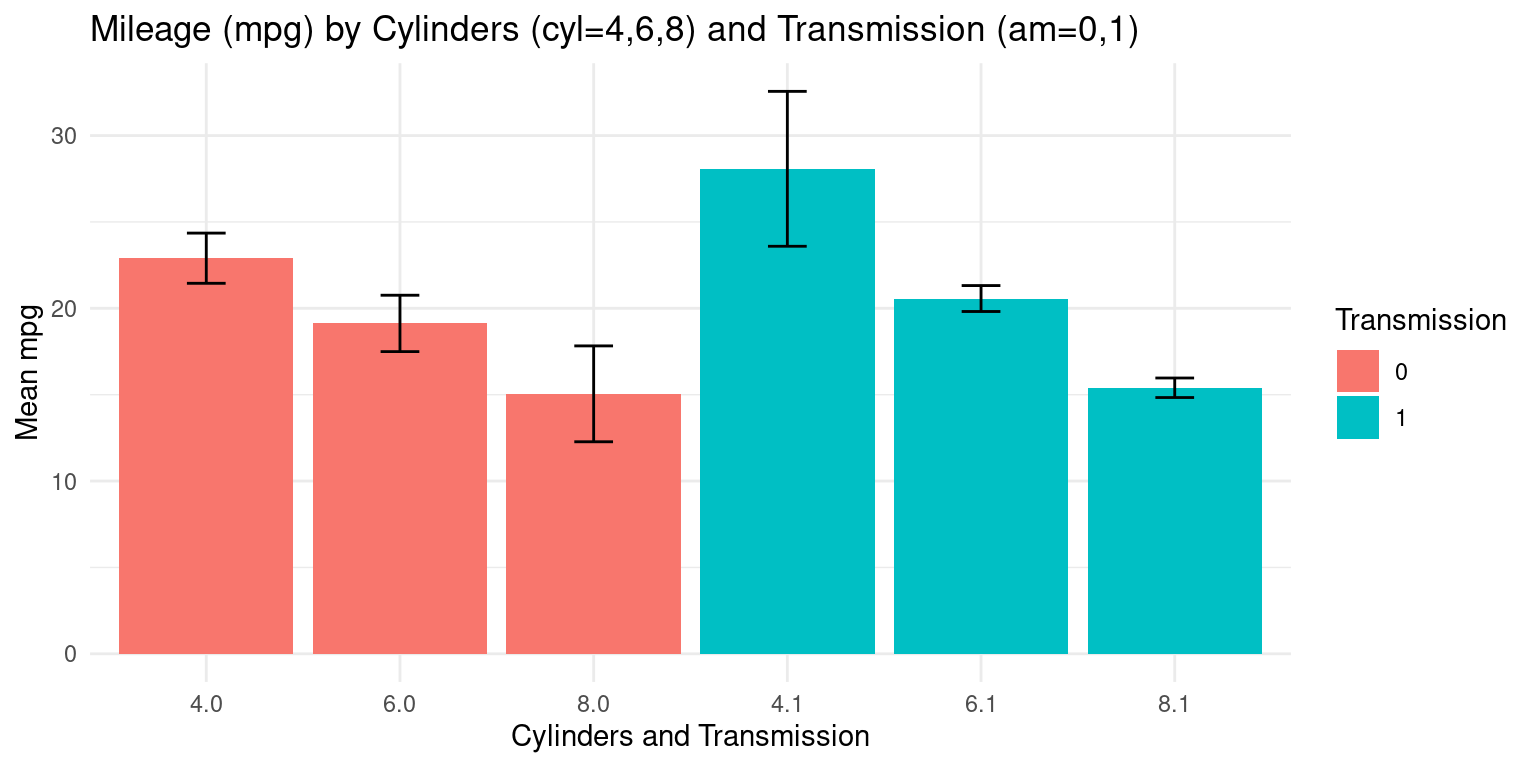 Mileage (mpg) by Cylinders (cyl=4,6,8) and Transmission (am=0,1)
Mean mpg
30
20
10
0
4.0 6.0 8.0 4.1 6.1 8.1
Cylinders and Transmission
Transmission
0
1